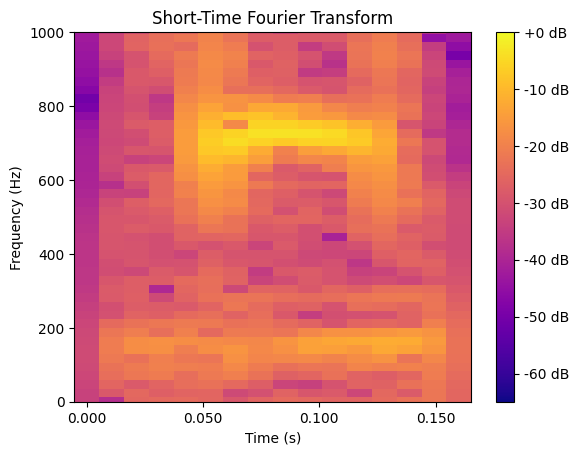 Short-Time Fourier Transform
1000
800
600
400
200
0
Frequency (Hz)
0.000 0.050 0.100 0.150
Time (s)
+0 dB
-10 dB
-20 dB
-30 dB
-40 dB
-50 dB
-60 dB